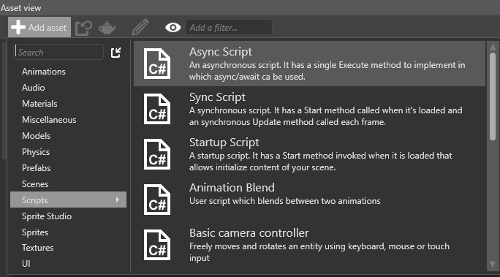 Asset view
Add asset
Add a filter...
Search
Animations
Audio
Materials
Miscellaneous
Models
Physics
Prefabs
Scenes
Scripts
Sprite Studio
Sprites
Textures
UI
C#
Async Script
An asynchronous script. It has a single Execute method to implement in
which async/await ca be used.
C#
Sync Script
A synchronous script. It has a Start method called when it's loaded and
an synchronous Update method called each frame.
C#
Startup Script
A startup script. It has a Start method invoked when it is loaded that
allows initialize content of your scene.
C#
Animation Blend
User script which blends between two animations
C#
Basic camera controller
Freely moves and rotates an entity using keyboard, mouse or touch
input